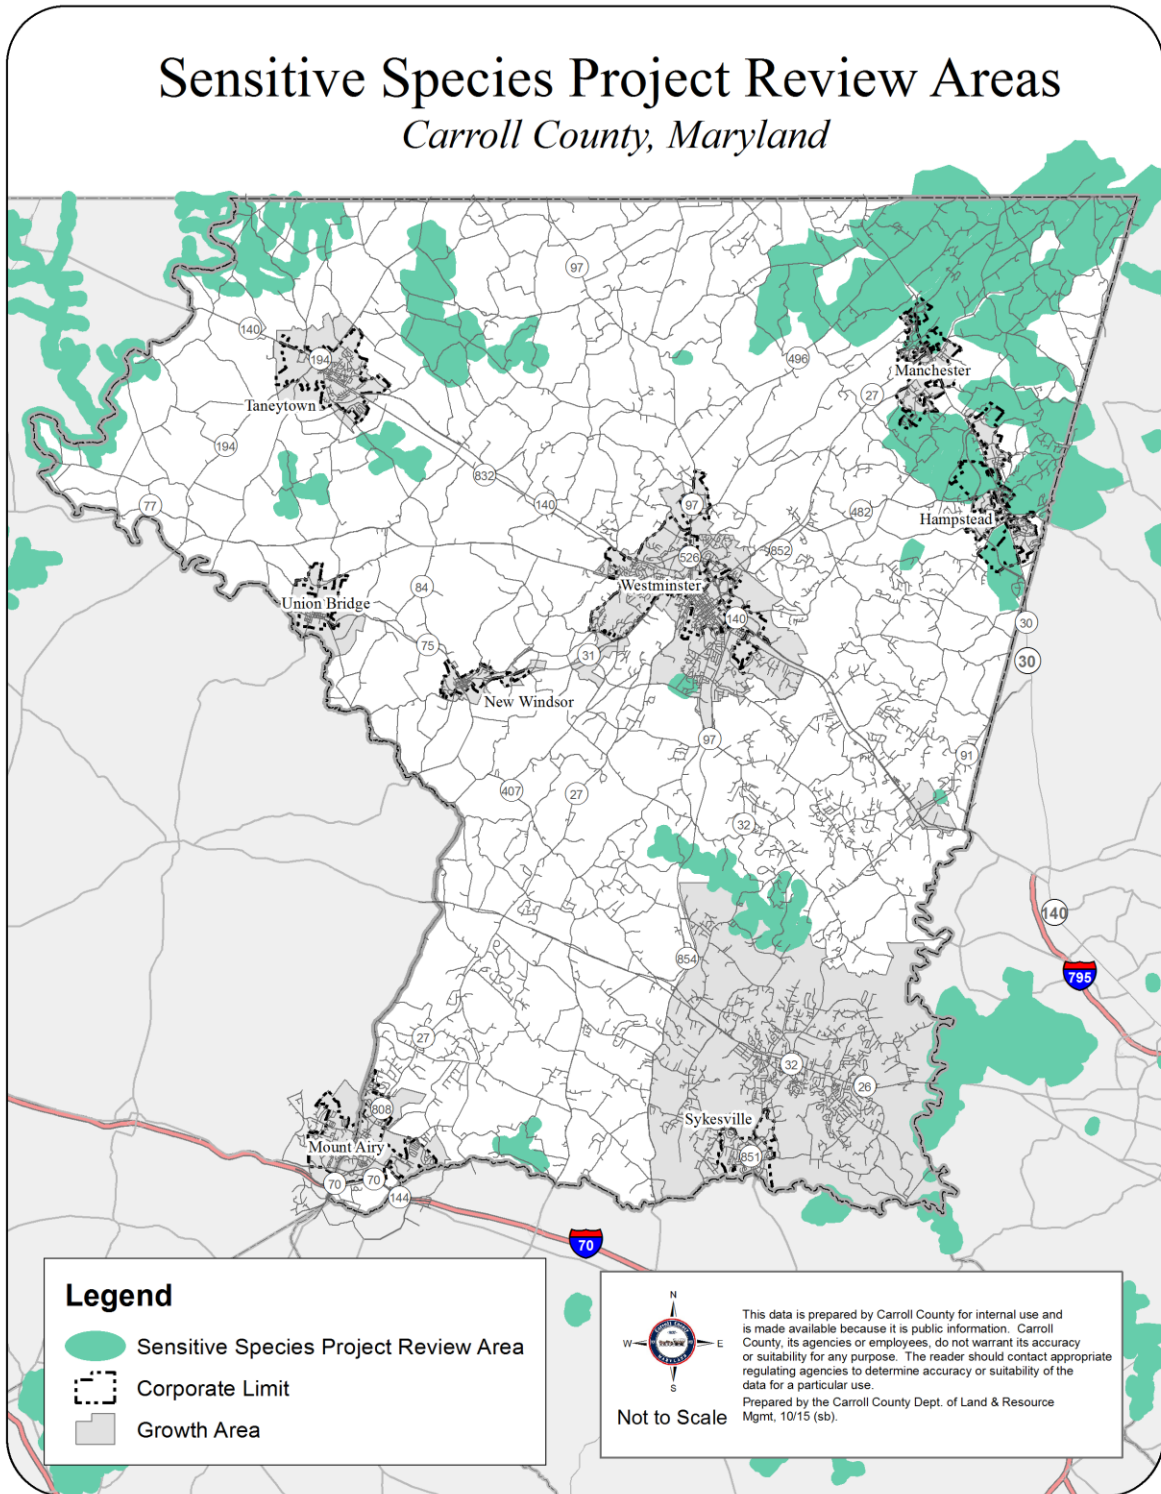 Sensitive Species Project Review Areas
Carroll County, Maryland
97
140
194
496
Manchester
27
Taneytown
194
832
77
140
97
482
Hampstead
526
852
Westminster
84
Union Bridge
140
30
75
31
30
New Windsor
97
91
407
27
32
140
854
795
27
32
26
808
Sykesville
Mount Airy
851
70
70
144
70
Legend
Sensitive Species Project Review Area
Corporate Limit
Growth Area
N
W
E
S
Not to Scale
This data is prepared by Carroll County for internal use and
is made available because it is public information. Carroll
County, its agencies or employees, do not warrant its accuracy
or suitability for any purpose. The reader should contact appropriate
regulating agencies to determine accuracy or suitability of the
data for a particular use.
Prepared by the Carroll County Dept. of Land & Resource
Mgmt, 10/15 (sb).